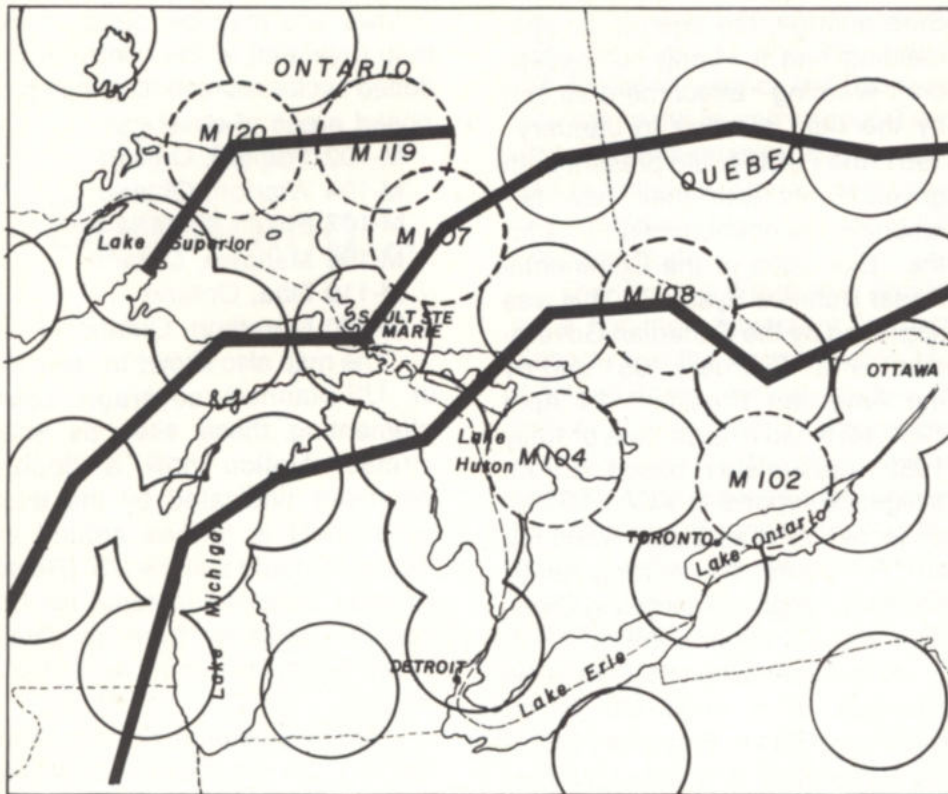 ONTARIO
M 120
M 119
QUEBEC
Lake Superior
M 107
M 108
SAULT STE
MARIE
OTTAWA
Lake
Huron
M 104
M 102
TORONTO
Lake Ontario
Lake Michigan
DETROIT
Lake Erie